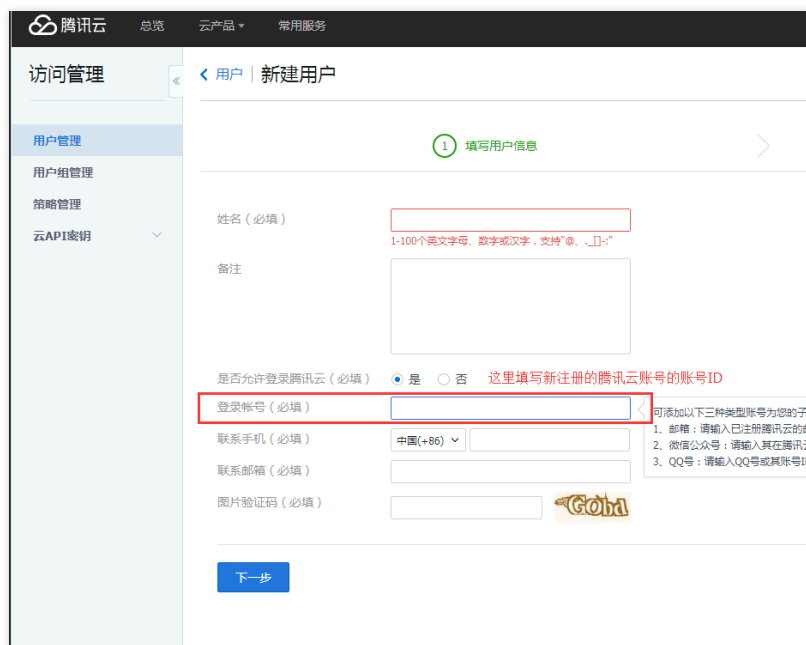 腾讯云 总览 云产品 常用服务
访问管理
用户 新建用户
用户管理
用户组管理
策略管理
云API密钥
1 填写用户信息
姓名（必填）
1-100个英文字母、数字或汉字，支持"@、._[]-:"
备注
是否允许登录腾讯云（必填） 是 否 这里填写新注册的腾讯云账号的账号ID
登录帐号（必填）
可添加以下三种类型账号为您的子
1、邮箱：请输入已注册腾讯云的邮
2、微信公众号：请输入其在腾讯云
3、QQ号：请输入QQ号或其账号I
联系手机（必填） 中国(+86)
联系邮箱（必填）
图片验证码（必填） Gobd
下一步